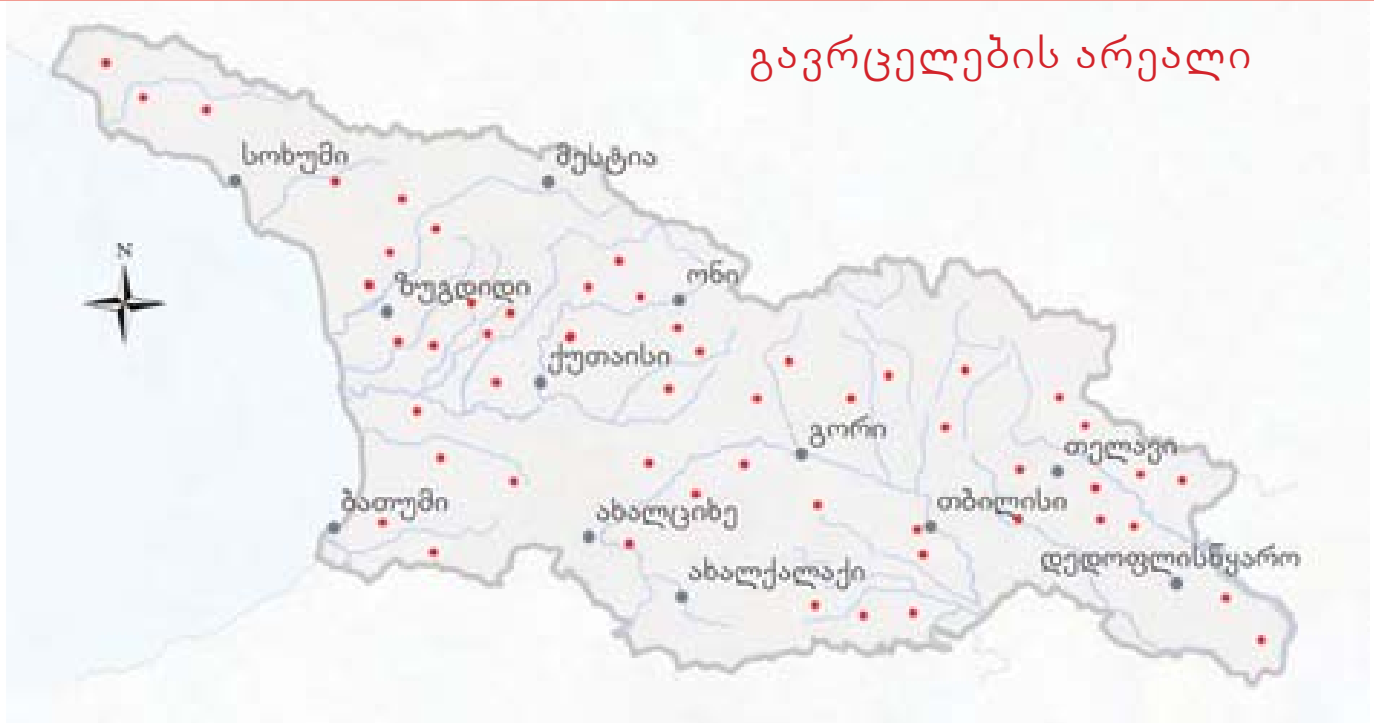 გავრცელების არეალი
სოხუმი
მესტია
N
ონი
ზუგდიდი
ქუთაისი
გორი
თელავი
ბათუმი
ახალციხე
თბილისი
ახალქალაქი
დედოფლისწყარო